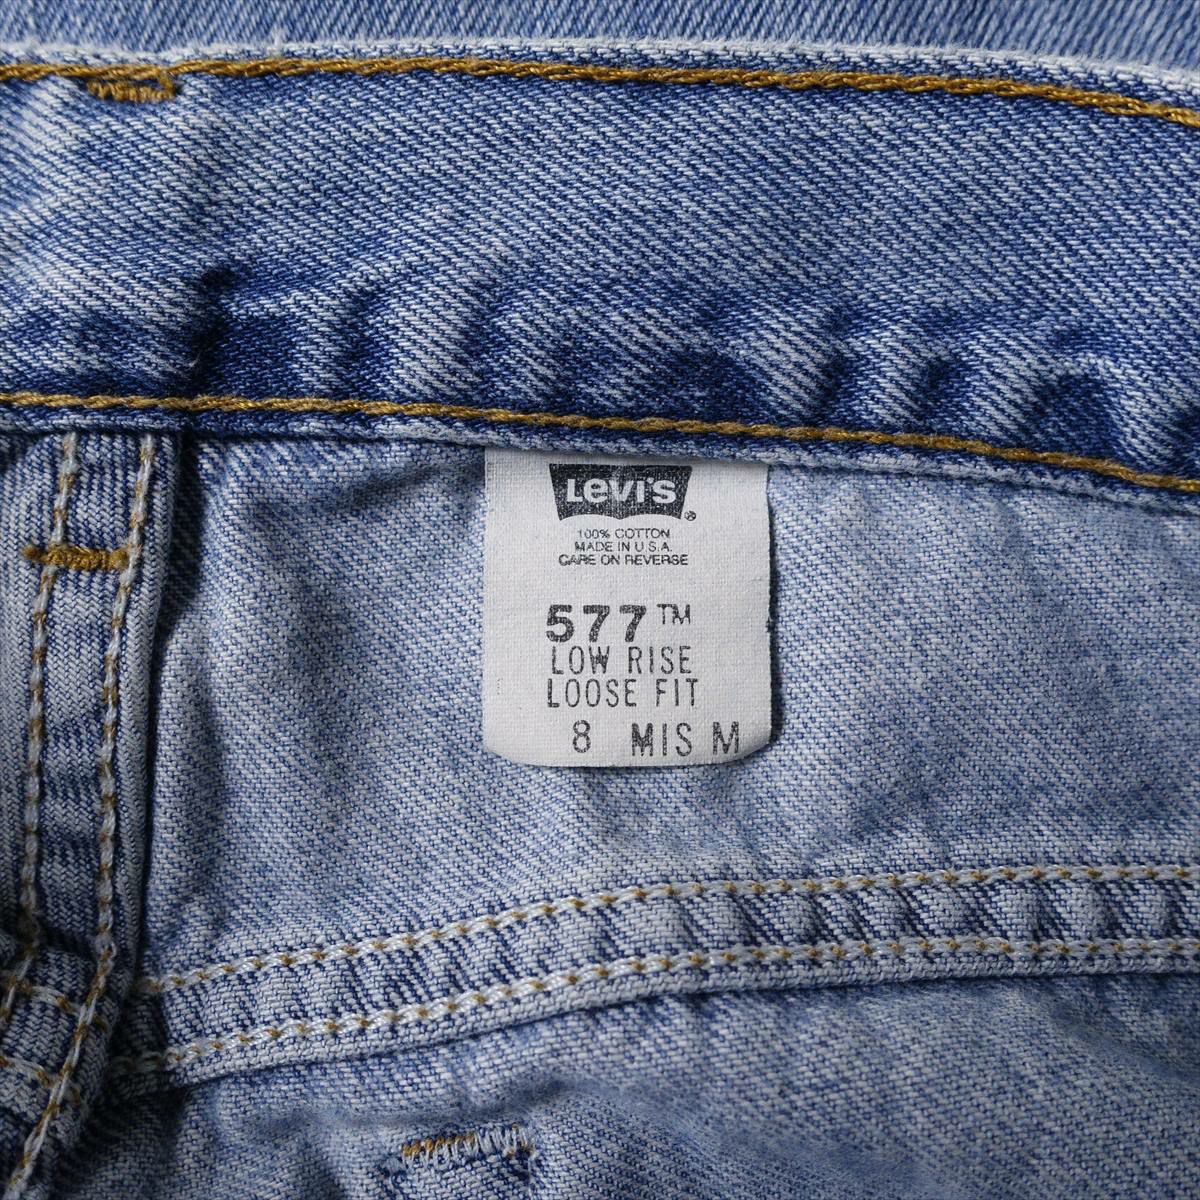 LEVI'S®
100% COTTON
MADE IN U.S.A.
CARE ON REVERSE
577™
LOW RISE
LOOSE FIT
8 MIS M